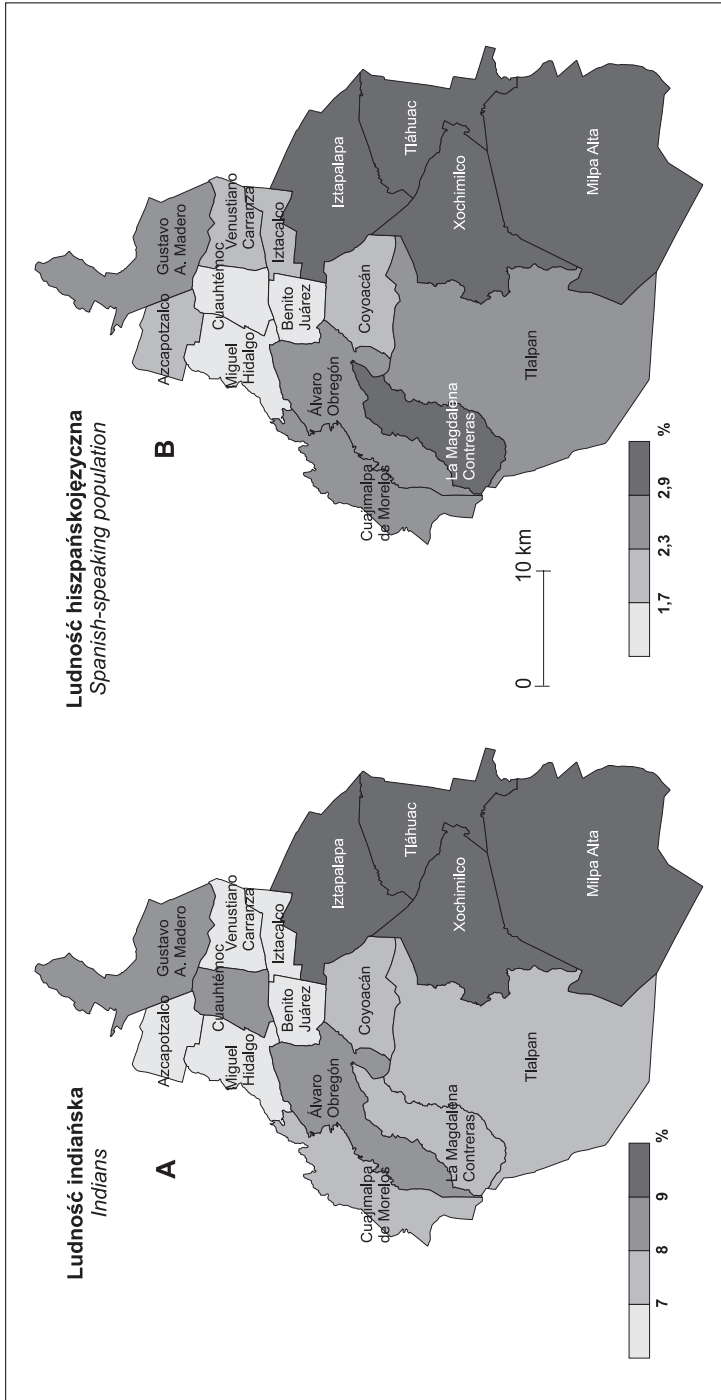 Ludność indiańska
Indians
A
Gustavo
A. Madero
Azcapotzalco
Venustiano
Carranza
Cuauhtémoc
Miguel
Hidalgo
Iztacalco
Benito
Juárez
Iztapalapa
Tláhuac
Coyoacán
Álvaro
Obregón
Cuajimalpa
de Morelos
La Magdalena
Contreras
Xochimilco
Milpa Alta
Tlalpan
7
8
9
%
Ludność hiszpańskojęzyczna
Spanish-speaking population
B
Gustavo
A. Madero
Azcapotzalco
Venustiano
Carranza
Cuauhtémoc
Miguel
Hidalgo
Iztacalco
Benito
Juárez
Iztapalapa
Tláhuac
Coyoacán
Álvaro
Obregón
Cuajimalpa
de Morelos
La Magdalena
Contreras
Xochimilco
Milpa Alta
Tlalpan
0
10 km
1,7
2,3
2,9
%